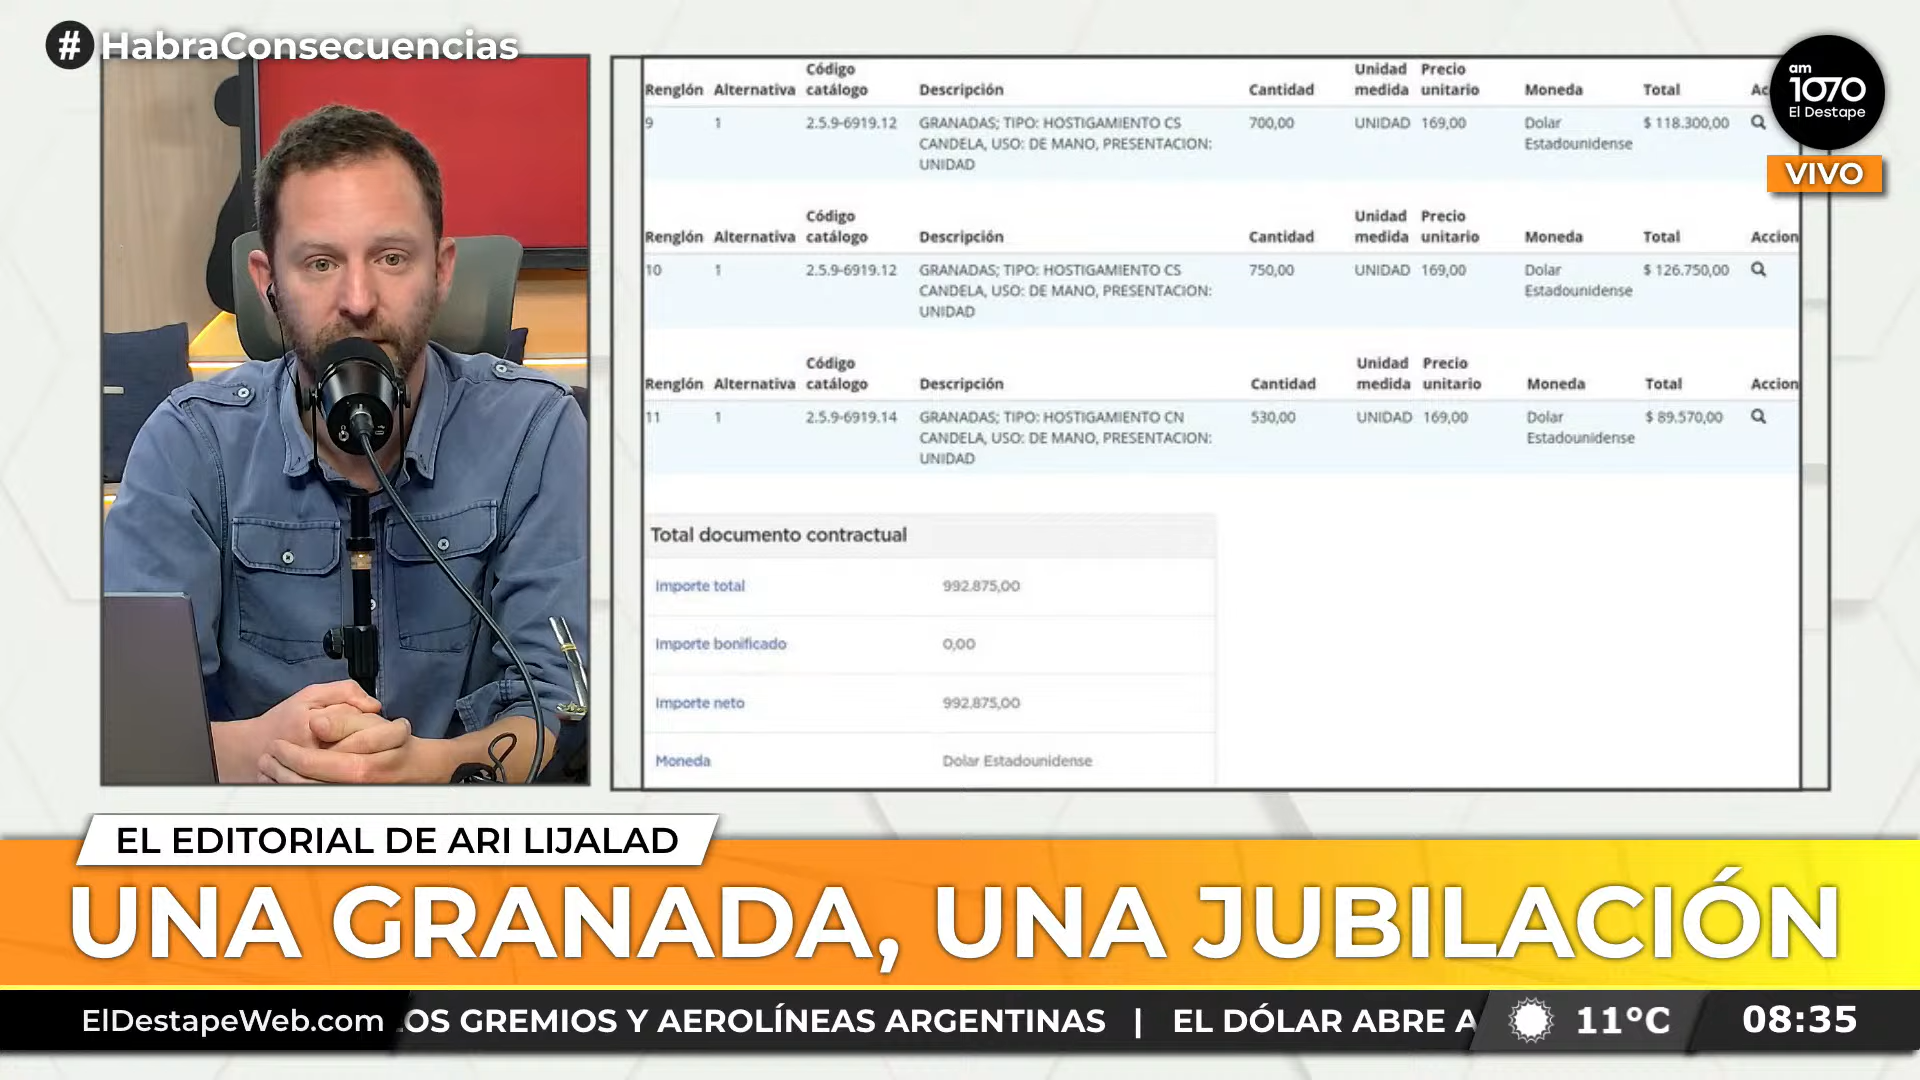 #HabraConsecuencias
am
1070
El Destape
VIVO
Renglón Alternativa Código catálogo Descripción Cantidad Unidad medida Precio unitario Moneda Total Ac
9 1 2.5.9-6919.12 GRANADAS; TIPO: HOSTIGAMIENTO CS 700,00 UNIDAD 169,00 Dolar $ 118.300,00
CANDELA, USO: DE MANO, PRESENTACION: Estadounidense
UNIDAD
Renglón Alternativa Código catálogo Descripción Cantidad Unidad medida Precio unitario Moneda Total Accion
10 1 2.5.9-6919.12 GRANADAS; TIPO: HOSTIGAMIENTO CS 750,00 UNIDAD 169,00 Dolar $ 126.750,00
CANDELA, USO: DE MANO, PRESENTACION: Estadounidense
UNIDAD
Renglón Alternativa Código catálogo Descripción Cantidad Unidad medida Precio unitario Moneda Total Accion
11 1 2.5.9-6919.14 GRANADAS; TIPO: HOSTIGAMIENTO CN 530,00 UNIDAD 169,00 Dolar $ 89.570,00
CANDELA, USO: DE MANO, PRESENTACION: Estadounidense
UNIDAD
Total documento contractual
Importe total 992.875,00
Importe bonificado 0,00
Importe neto 992.875,00
Moneda Dolar Estadounidense
EL EDITORIAL DE ARI LIJALAD
UNA GRANADA, UNA JUBILACIÓN
ElDestapeWeb.com OS GREMIOS Y AEROLÍNEAS ARGENTINAS | EL DÓLAR ABRE A 11°C 08:35